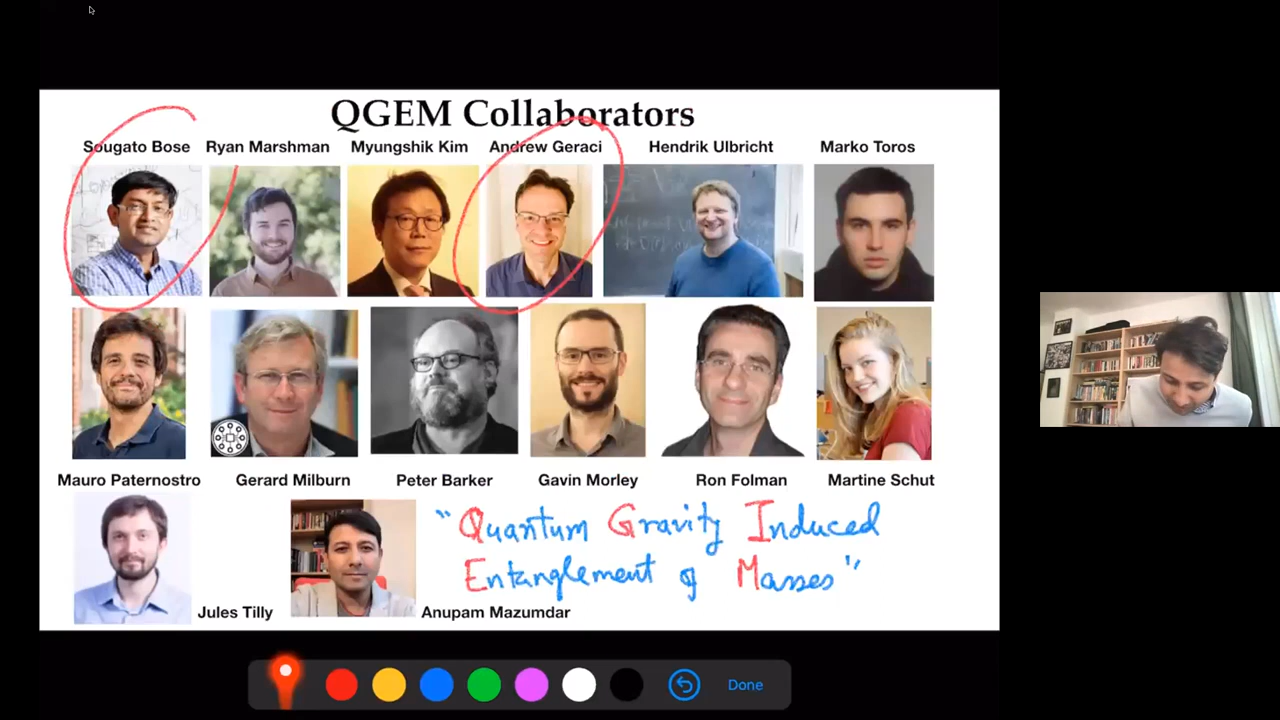 QGEM Collaborators
Sougato Bose Ryan Marshman Myungshik Kim Andrew Geraci Hendrik Ulbricht Marko Toros
Mauro Paternostro Gerard Milburn Peter Barker Gavin Morley Ron Folman Martine Schut
"Quantum Gravity Induced
Entanglement of Masses"
Jules Tilly Anupam Mazumdar
Done